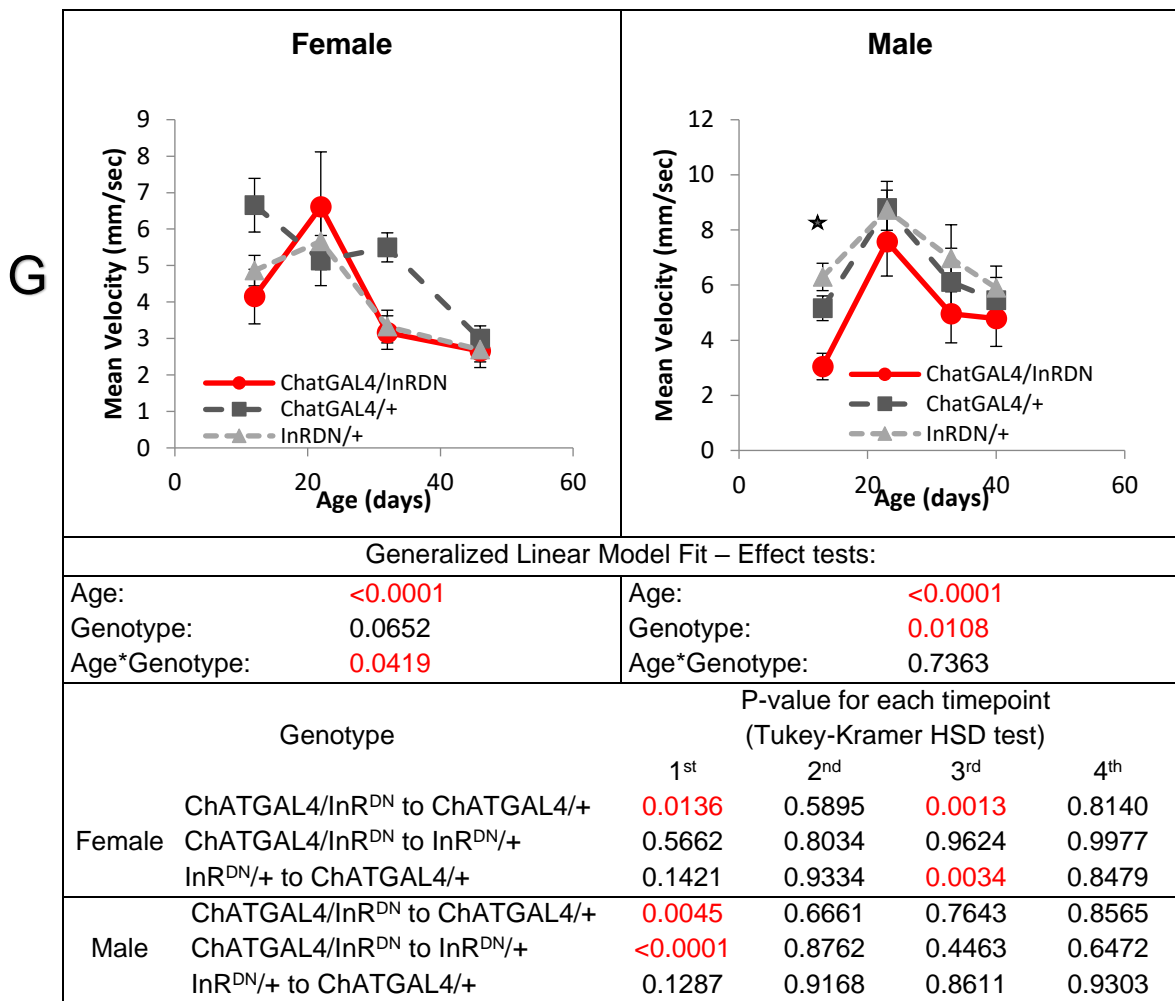 G
Female
Mean Velocity (mm/sec)
9
8
7
6
5
4
3
2
1
0
ChatGAL4/InRDN
ChatGAL4/+
InRDN/+
0 20 40 60
Age (days)
Male
Mean Velocity (mm/sec)
12
10
8
6
4
2
0
ChatGAL4/InRDN
ChatGAL4/+
InRDN/+
0 20 40 60
Age (days)
Generalized Linear Model Fit – Effect tests:
Age: <0.0001 Age: <0.0001
Genotype: 0.0652 Genotype: 0.0108
Age*Genotype: 0.0419 Age*Genotype: 0.7363
P-value for each timepoint
Genotype (Tukey-Kramer HSD test)
1st 2nd 3rd 4th
ChATGAL4/InRDN to ChATGAL4/+ 0.0136 0.5895 0.0013 0.8140
Female ChATGAL4/InRDN to InRDN/+ 0.5662 0.8034 0.9624 0.9977
InRDN/+ to ChATGAL4/+ 0.1421 0.9334 0.0034 0.8479
ChATGAL4/InRDN to ChATGAL4/+ 0.0045 0.6661 0.7643 0.8565
Male ChATGAL4/InRDN to InRDN/+ <0.0001 0.8762 0.4463 0.6472
InRDN/+ to ChATGAL4/+ 0.1287 0.9168 0.8611 0.9303